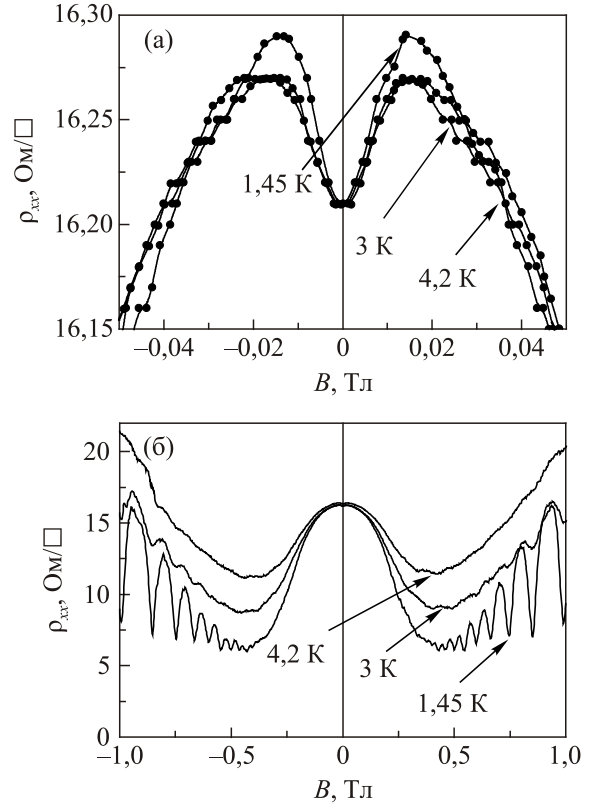 16,30
(а)
16,25
1,45 К
3 К
16,20
4,2 К
16,15
ρxx, Ом/□
–0,04
–0,02
0
0,02
0,04
B, Тл
(б)
20
15
10
4,2 К
3 К
5
1,45 К
0
ρxx, Ом/□
–1,0
–0,5
0
0,5
1,0
B, Тл